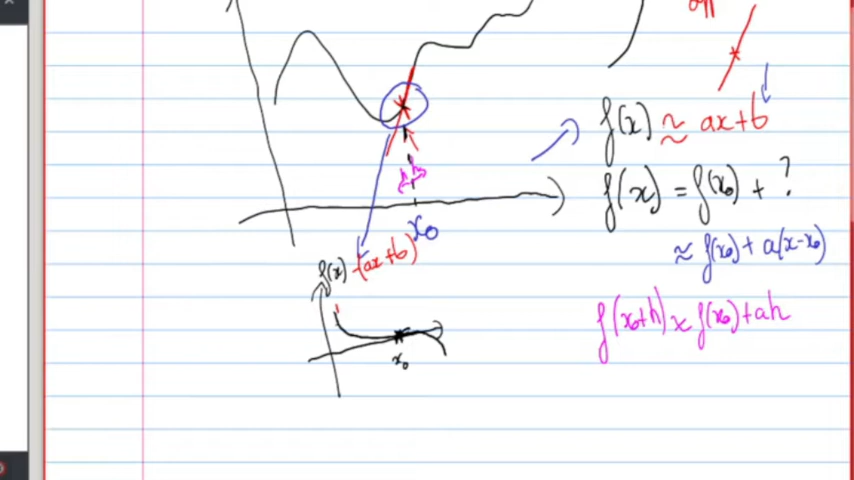 f(x) ≈ ax+b
f(x) = f(x₀) + ?
≈ f(x₀) + a(x-x₀)
f(x₀+h) ≈ f(x₀)+ah
h
x₀
f(x) -(ax+b)
x₀